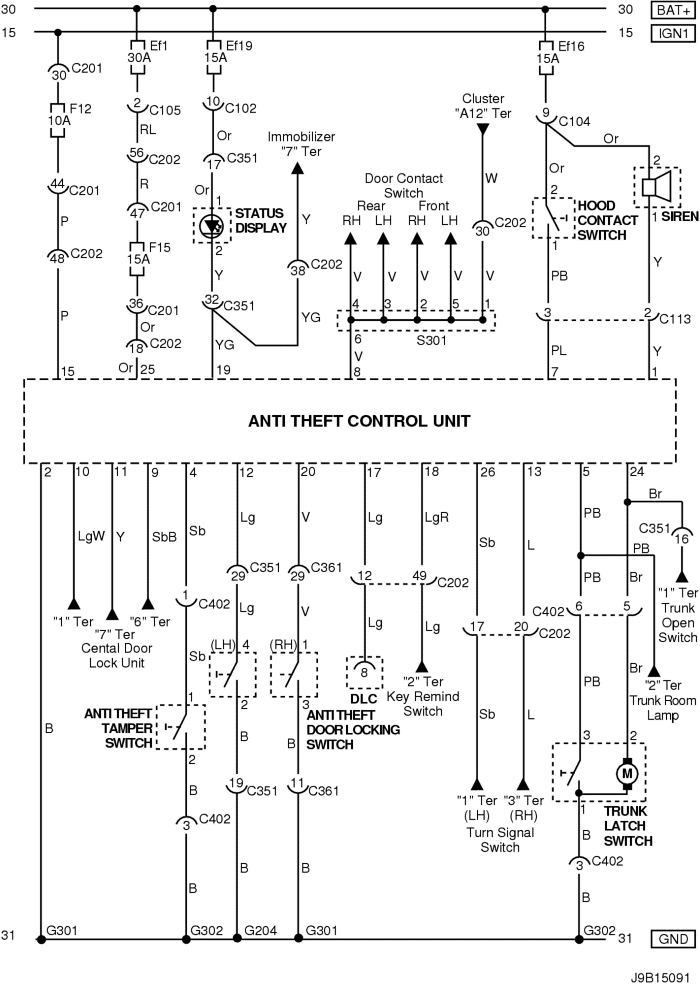 30 30 BAT+
15 15 IGN1
Ef1 30A
Ef19 15A
Ef16 15A
30 C201
F12 10A
2 C105
10 C102
Cluster "A12" Ter
9 C104
RL
Or
Immobilizer "7" Ter
Or
Or
56 C202
17 C351
Door Contact Switch
W
2
R
Or 1
Rear Front
2
44 C201
47 C201
STATUS DISPLAY
RH LH RH LH
30 C202
HOOD CONTACT SWITCH
1 SIREN
P
F15 15A
2
Y
1
48 C202
Y
38 C202
V V V V V
PB
Y
36 C201
32 C351
4 3 2 5 1
3 2 C113
P
Or
YG
S301
18 C202
YG
6
V
PL
Y
15
Or 25
19
8
7
1
ANTI THEFT CONTROL UNIT
2 10 11 9 4 12 20 17 18 26 13 5 24
Br
LgW Y SbB Sb
Lg V Lg LgR Sb L
PB
C351 16
PB
29 C351
29 C361
12 49 C202
PB Br
1 C402
"1" Ter
"7" Ter
"6" Ter
Cental Door Lock Unit
Lg V Lg Lg
C402 6 5
17 20 C202
"1" Ter Trunk Open Switch
Sb
(LH) 4
(RH) 1
8
DLC
"2" Ter Key Remind Switch
PB Br
"2" Ter Trunk Room Lamp
1
ANTI THEFT TAMPER SWITCH
2
3
ANTI THEFT DOOR LOCKING SWITCH
Sb L
B
2
B B
3 2
M
B
19 C351
11 C361
"1" Ter (LH)
"3" Ter (RH)
Turn Signal Switch
1
TRUNK LATCH SWITCH
3 C402
B
3 C402
B B B B
31 G301 G302 G204 G301 G302 31 GND
J9B15091